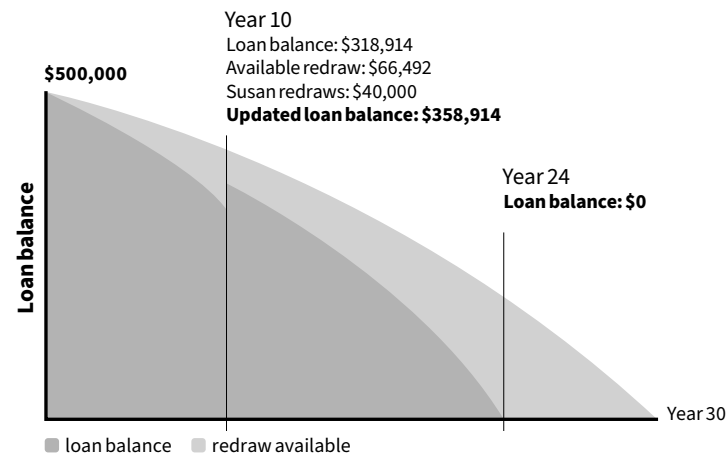 Year 10
Loan balance: $318,914
Available redraw: $66,492
Susan redraws: $40,000
Updated loan balance: $358,914
$500,000
Year 24
Loan balance: $0
Loan balance
Year 30
loan balance
redraw available